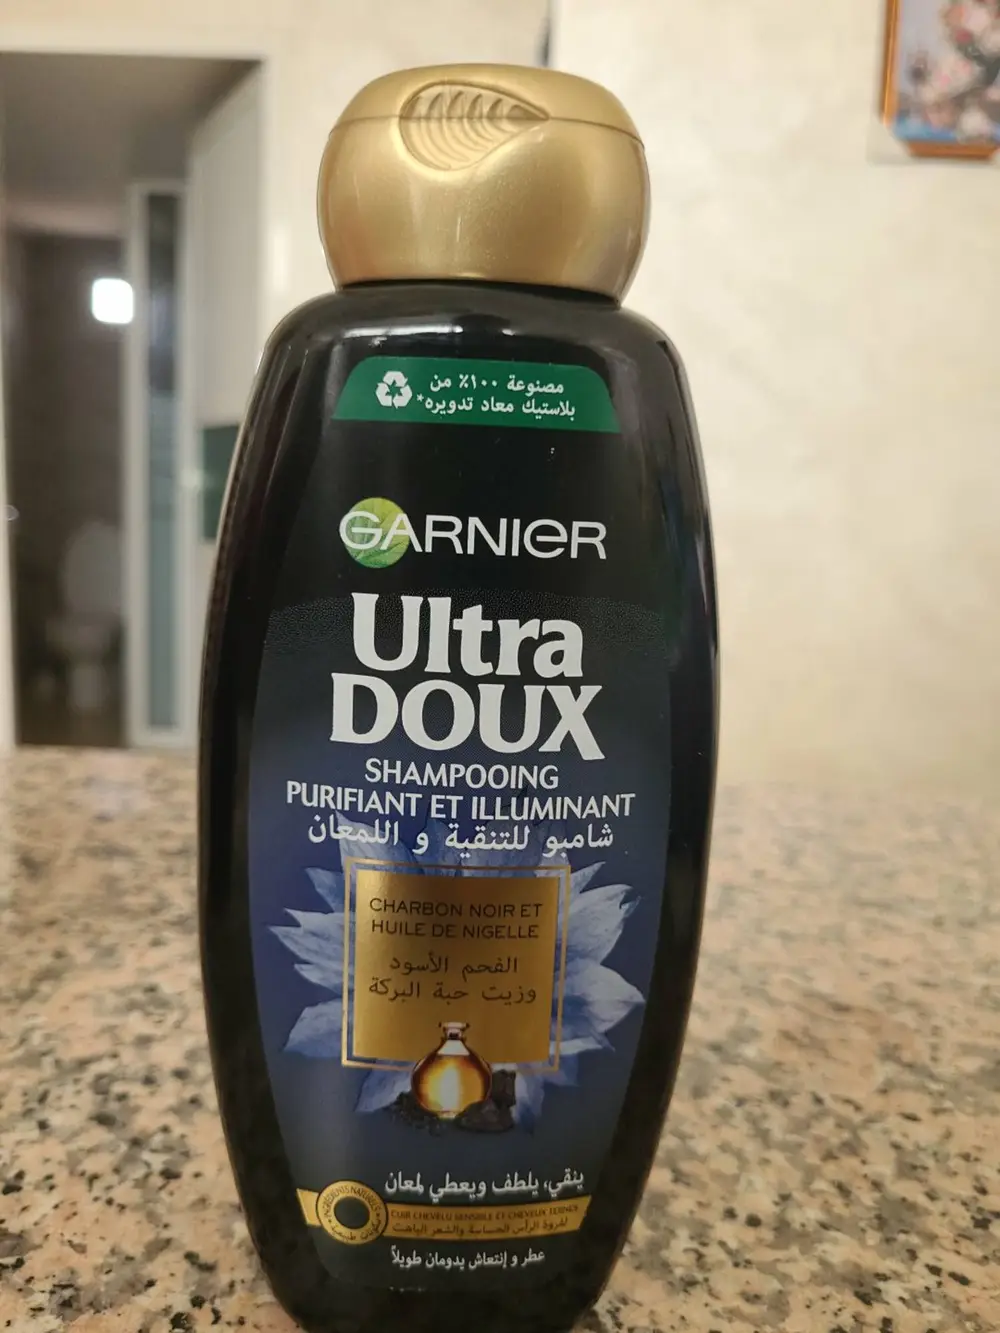 مصنوعة ١٠٠٪ من
بلاستيك معاد تدويره*
GARNIER
Ultra
DOUX
SHAMPOOING
PURIFIANT ET ILLUMINANT
شامبو للتنقية و اللمعان
CHARBON NOIR ET
HUILE DE NIGELLE
الفحم الأسود
وزيت حبة البركة
ينقي، يلطف ويعطي لمعان
INGRÉDIENTS NATURELS
CUIR CHEVELU SENSIBLE ET CHEVEUX TERNES
لفروة الرأس الحساسة والشعر الباهت
عطر و إنتعاش يدومان طويلاً